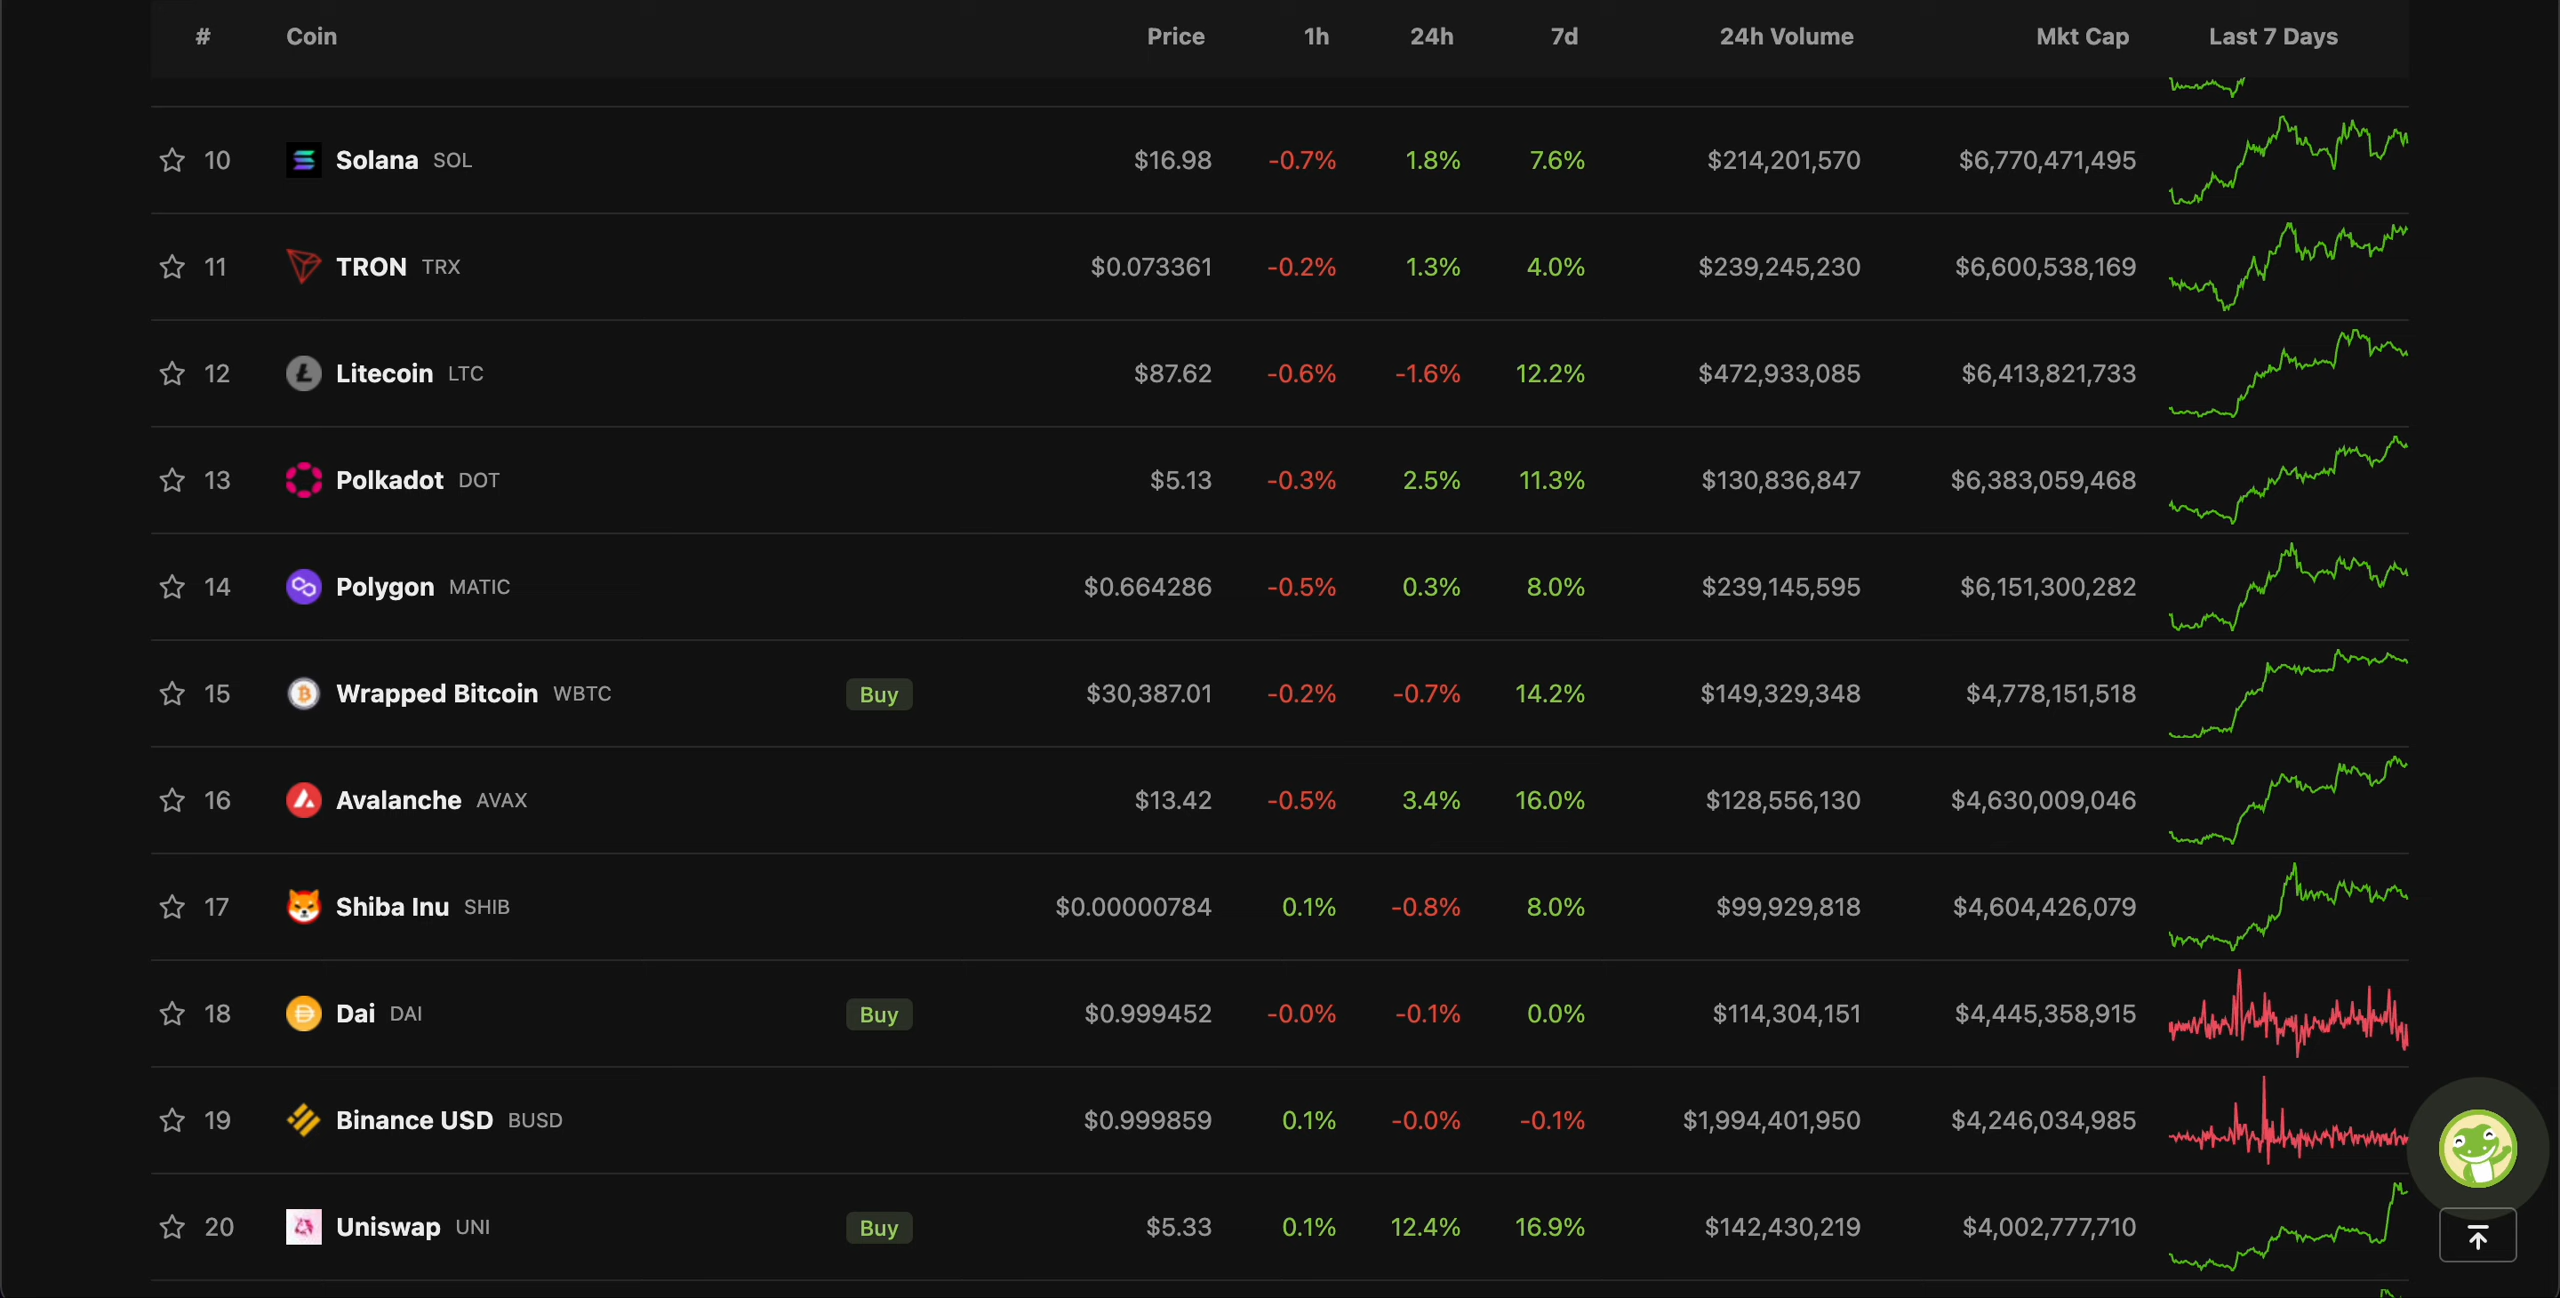 # Coin Price 1h 24h 7d 24h Volume Mkt Cap Last 7 Days
10 Solana SOL $16.98 -0.7% 1.8% 7.6% $214,201,570 $6,770,471,495
11 TRON TRX $0.073361 -0.2% 1.3% 4.0% $239,245,230 $6,600,538,169
12 Litecoin LTC $87.62 -0.6% -1.6% 12.2% $472,933,085 $6,413,821,733
13 Polkadot DOT $5.13 -0.3% 2.5% 11.3% $130,836,847 $6,383,059,468
14 Polygon MATIC $0.664286 -0.5% 0.3% 8.0% $239,145,595 $6,151,300,282
15 Wrapped Bitcoin WBTC Buy $30,387.01 -0.2% -0.7% 14.2% $149,329,348 $4,778,151,518
16 Avalanche AVAX $13.42 -0.5% 3.4% 16.0% $128,556,130 $4,630,009,046
17 Shiba Inu SHIB $0.00000784 0.1% -0.8% 8.0% $99,929,818 $4,604,426,079
18 Dai DAI Buy $0.999452 -0.0% -0.1% 0.0% $114,304,151 $4,445,358,915
19 Binance USD BUSD $0.999859 0.1% -0.0% -0.1% $1,994,401,950 $4,246,034,985
20 Uniswap UNI Buy $5.33 0.1% 12.4% 16.9% $142,430,219 $4,002,777,710